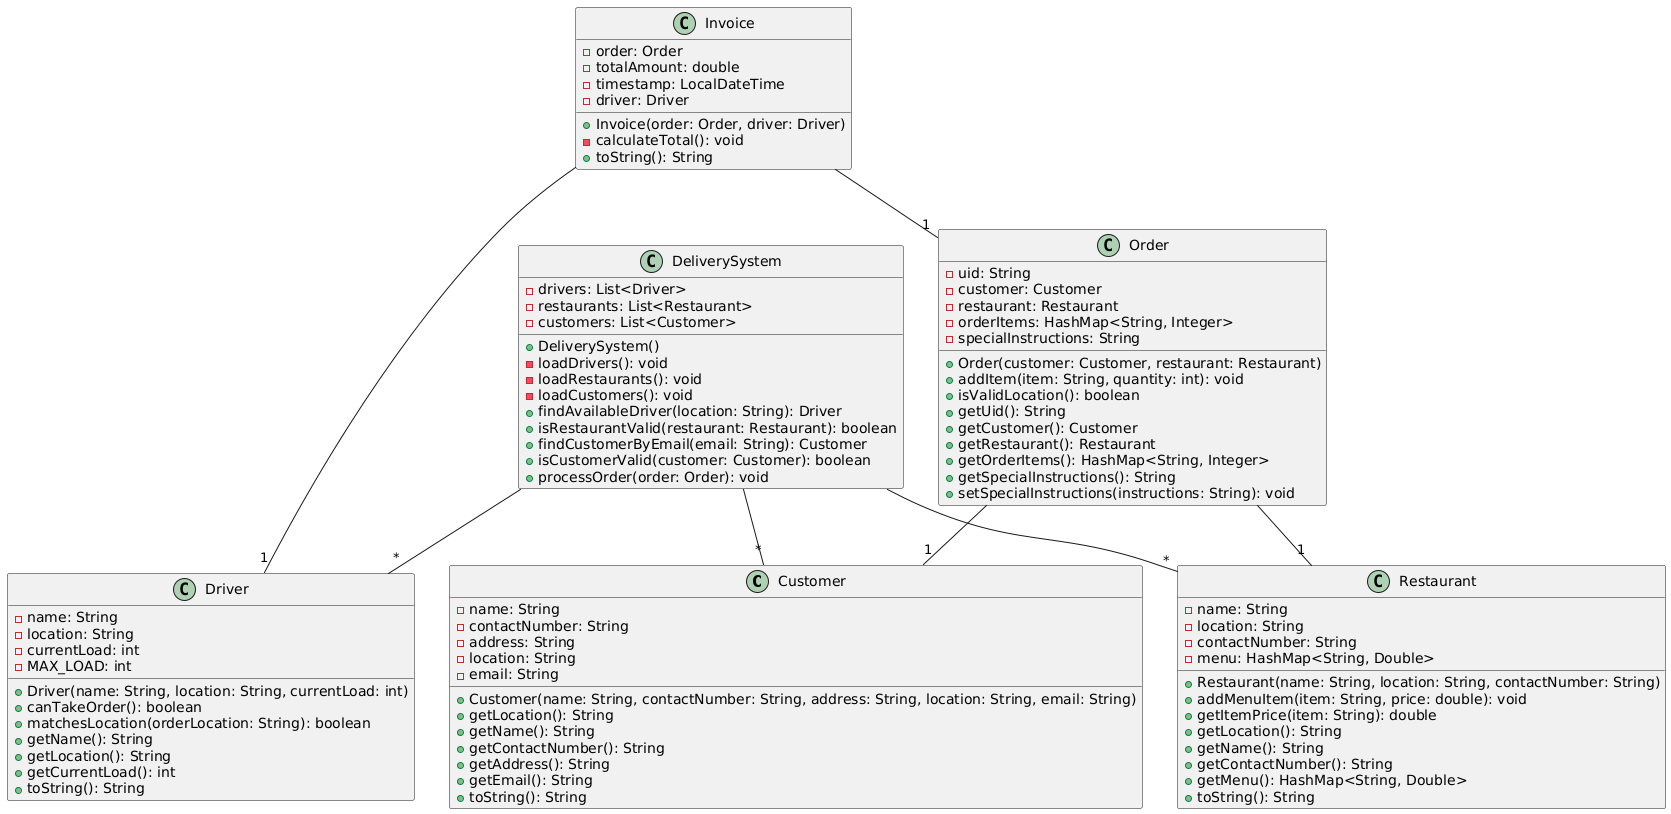 C Invoice
order: Order
totalAmount: double
timestamp: LocalDateTime
driver: Driver
Invoice(order: Order, driver: Driver)
calculateTotal(): void
toString(): String
1
C DeliverySystem
drivers: List<Driver>
restaurants: List<Restaurant>
customers: List<Customer>
DeliverySystem()
loadDrivers(): void
loadRestaurants(): void
loadCustomers(): void
findAvailableDriver(location: String): Driver
isRestaurantValid(restaurant: Restaurant): boolean
findCustomerByEmail(email: String): Customer
isCustomerValid(customer: Customer): boolean
processOrder(order: Order): void
C Order
uid: String
customer: Customer
restaurant: Restaurant
orderItems: HashMap<String, Integer>
specialInstructions: String
Order(customer: Customer, restaurant: Restaurant)
addItem(item: String, quantity: int): void
isValidLocation(): boolean
getUid(): String
getCustomer(): Customer
getRestaurant(): Restaurant
getOrderItems(): HashMap<String, Integer>
getSpecialInstructions(): String
setSpecialInstructions(instructions: String): void
1
*
*
1
*
1
C Driver
name: String
location: String
currentLoad: int
MAX_LOAD: int
Driver(name: String, location: String, currentLoad: int)
canTakeOrder(): boolean
matchesLocation(orderLocation: String): boolean
getName(): String
getLocation(): String
getCurrentLoad(): int
toString(): String
C Customer
name: String
contactNumber: String
address: String
location: String
email: String
Customer(name: String, contactNumber: String, address: String, location: String, email: String)
getLocation(): String
getName(): String
getContactNumber(): String
getAddress(): String
getEmail(): String
toString(): String
C Restaurant
name: String
location: String
contactNumber: String
menu: HashMap<String, Double>
Restaurant(name: String, location: String, contactNumber: String)
addMenuItem(item: String, price: double): void
getItemPrice(item: String): double
getLocation(): String
getName(): String
getContactNumber(): String
getMenu(): HashMap<String, Double>
toString(): String